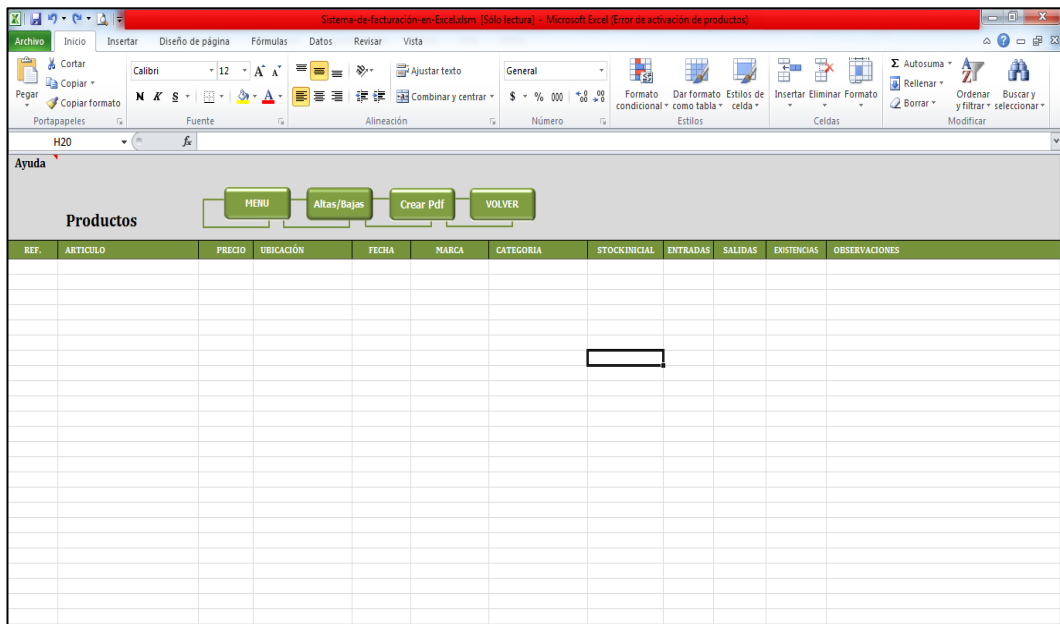 Sistema-de-facturación-en-Excel.xlsm [Sólo lectura] - Microsoft Excel (Error de activación de productos)
Archivo Inicio Insertar Diseño de página Fórmulas Datos Revisar Vista
Pegar
Cortar
Copiar
Copiar formato
Portapapeles
Calibri 12
N K S
Fuente
Ajustar texto
Combinar y centrar
Alineación
General
$ % 000
Número
Formato condicional
Dar formato como tabla
Estilos de celda
Estilos
Insertar Eliminar Formato
Celdas
Σ Autosuma
Rellenar
Borrar
Ordenar y filtrar
Buscar y seleccionar
Modificar
H20 fx
Ayuda
MENU Altas/Bajas Crear Pdf VOLVER
Productos
REF. ARTICULO PRECIO UBICACIÓN FECHA MARCA CATEGORIA STOCKINICIAL ENTRADAS SALIDAS EXISTENCIAS OBSERVACIONES